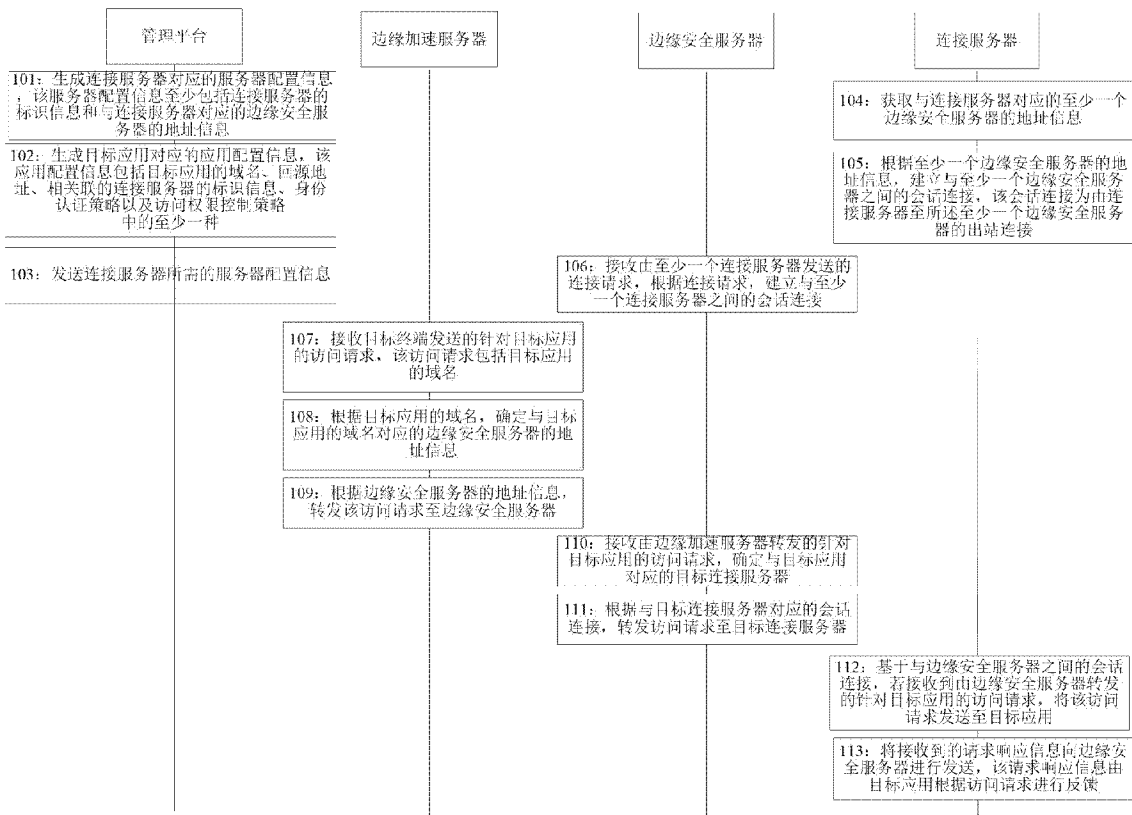 管理平台
边缘加速服务器
边缘安全服务器
连接服务器
101：生成连接服务器对应的服务器配置信息
，该服务器配置信息至少包括连接服务器的
标识信息和与连接服务器对应的边缘安全服
务器的地址信息
102：生成目标应用对应的应用配置信息，该
应用配置信息包括目标应用的域名、回源地
址、相关联的连接服务器的标识信息、身份
认证策略以及访问权限控制策略
中的至少一种
103：发送连接服务器所需的服务器配置信息
104：获取与连接服务器对应的至少一个
边缘安全服务器的地址信息
105：根据至少一个边缘安全服务器的地
址信息，建立与至少一个边缘安全服务器
之间的会话连接，该会话连接为由
连接服务器至所述至少一个边缘安全服务
器的出站连接
106：接收由至少一个连接服务器发送的
连接请求，根据连接请求，建立与至少
一个连接服务器之间的会话连接
107：接收目标终端发送的针对目标应用
的访问请求，该访问请求包括目标应用
的域名
108：根据目标应用的域名，确定与目标
应用的域名对应的边缘安全服务器的地
址信息
109：根据边缘安全服务器的地址信息，
转发该访问请求至边缘安全服务器
110：接收由边缘加速服务器转发的针对
目标应用的访问请求，确定与目标应用
对应的目标连接服务器
111：根据与目标连接服务器对应的会话
连接，转发访问请求至目标连接服务器
112：基于与边缘安全服务器之间的会话
连接，若接收到由边缘安全服务器转发
的针对目标应用的访问请求，将该访问
请求发送至目标应用
113：将接收到的请求响应信息向边缘安
全服务器进行发送，该请求响应信息由
目标应用根据访问请求进行反馈